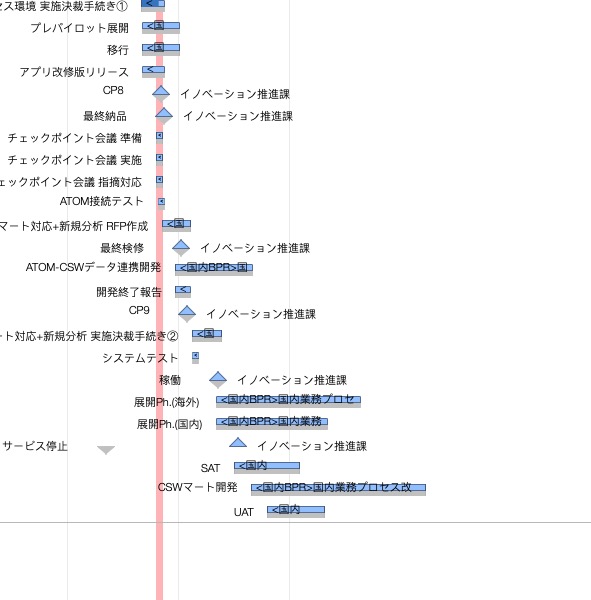 ス環境 実施決裁手続き① <
プレパイロット展開 <国
移行 <国
アプリ改修版リリース <
CP8 イノベーション推進課
最終納品 イノベーション推進課
チェックポイント会議 準備 <
チェックポイント会議 実施 <
ェックポイント会議 指摘対応 <
ATOM接続テスト <
マート対応+新規分析 RFP作成 <国
最終検修 イノベーション推進課
ATOM-CSWデータ連携開発 <国内BPR>国
開発終了報告 <
CP9 イノベーション推進課
ート対応+新規分析 実施決裁手続き② <国
システムテスト <
稼働 イノベーション推進課
展開Ph.(海外) <国内BPR>国内業務プロセ
展開Ph.(国内) <国内BPR>国内業務
サービス停止 イノベーション推進課
SAT <国内
CSWマート開発 <国内BPR>国内業務プロセス改
UAT <国内